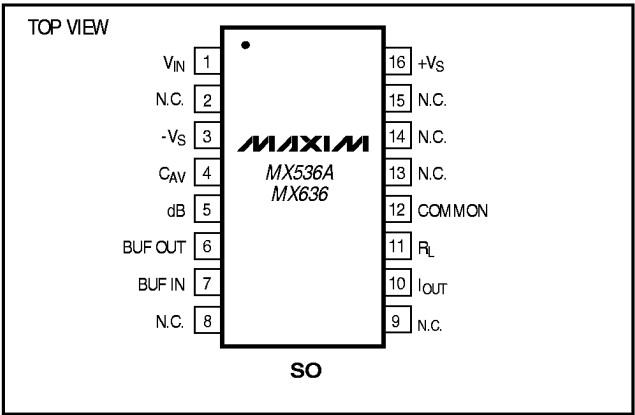 TOP VIEW
VIN 1
N.C. 2
-VS 3
CAV 4
dB 5
BUF OUT 6
BUF IN 7
N.C. 8
MAXIM
MX536A
MX636
16 +VS
15 N.C.
14 N.C.
13 N.C.
12 COMMON
11 RL
10 IOUT
9 N.C.
SO